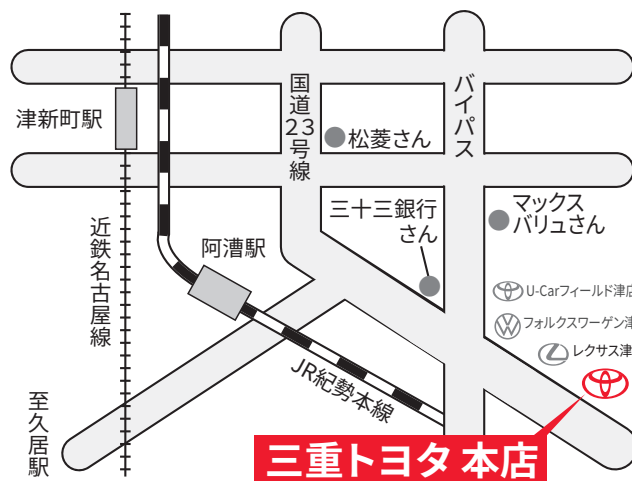 津新町駅
国道23号線
バイパス
松菱さん
三十三銀行
さん
マックス
バリュさん
近鉄名古屋線
阿漕駅
U-Carフィールド津店
フォルクスワーゲン津
レクサス津
JR紀勢本線
至久居駅
三重トヨタ 本店